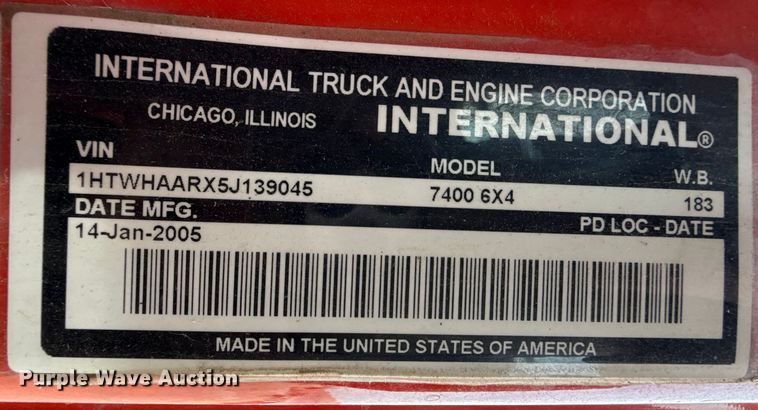 INTERNATIONAL TRUCK AND ENGINE CORPORATION
CHICAGO, ILLINOIS INTERNATIONAL®
VIN MODEL W.B.
1HTWHAARX5J139045 7400 6X4 183
DATE MFG. PD LOC - DATE
14-Jan-2005
MADE IN THE UNITED STATES OF AMERICA
Purple Wave Auction